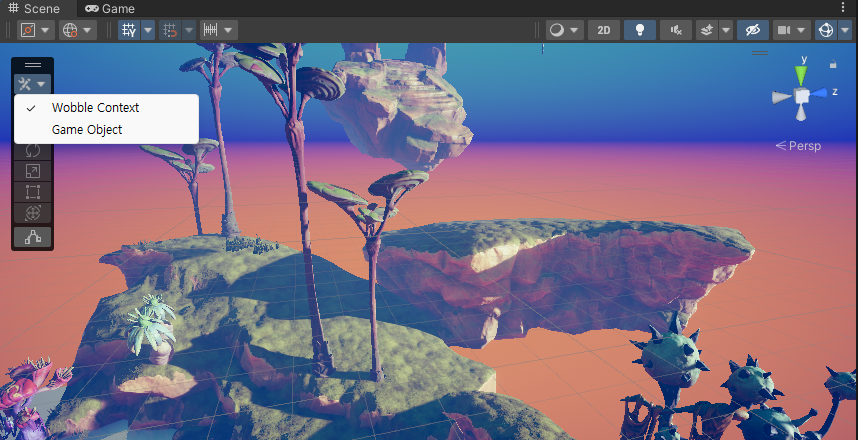 Scene
Game
2D
Wobble Context
Game Object
y
z
Persp